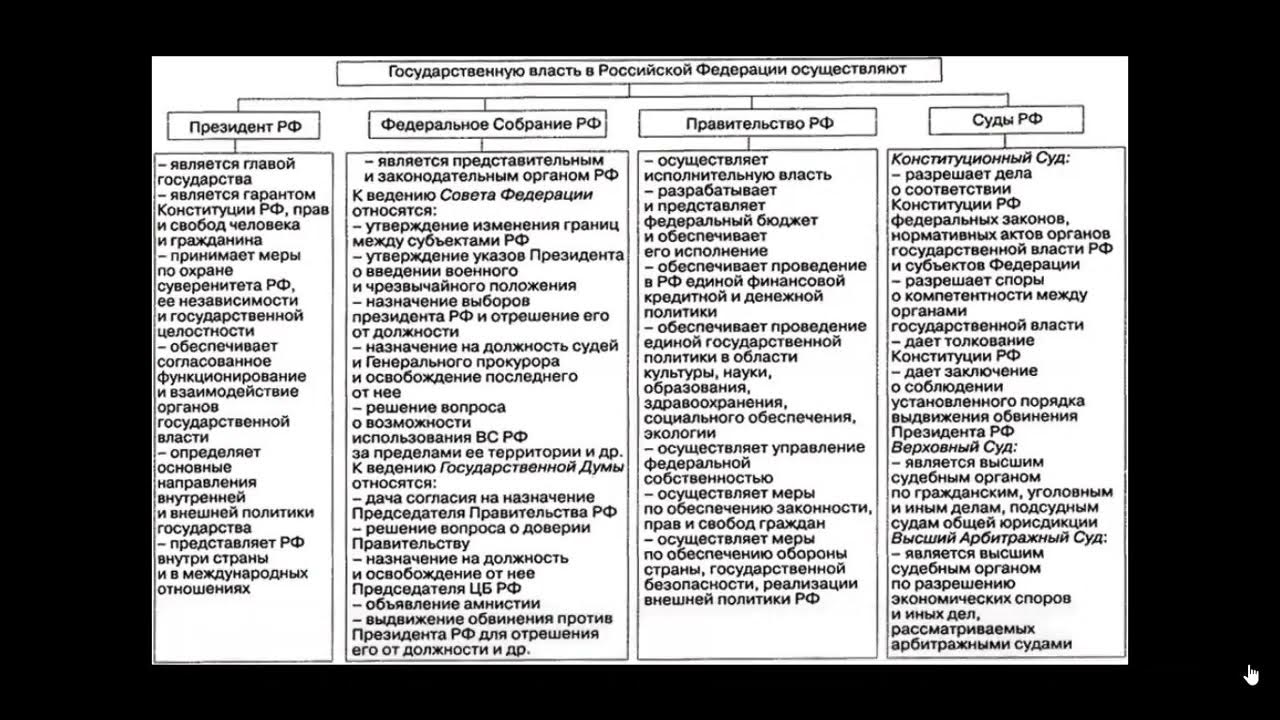 Государственную власть в Российской Федерации осуществляют
Президент РФ
– является главой
государства
– является гарантом
Конституции РФ, прав
и свобод человека
и гражданина
– принимает меры
по охране
суверенитета РФ,
ее независимости
и государственной
целостности
– обеспечивает
согласованное
функционирование
и взаимодействие
органов
государственной
власти
– определяет
основные
направления
внутренней
и внешней политики
государства
– представляет РФ
внутри страны
и в международных
отношениях
Федеральное Собрание РФ
– является представительным
и законодательным органом РФ
К ведению Совета Федерации
относятся:
– утверждение изменения границ
между субъектами РФ
– утверждение указов Президента
о введении военного
и чрезвычайного положения
– назначение выборов
президента РФ и отрешение его
от должности
– назначение на должность судей
и Генерального прокурора
и освобождение последнего
от нее
– решение вопроса
о возможности
использования ВС РФ
за пределами ее территории и др.
К ведению Государственной Думы
относятся:
– дача согласия на назначение
Председателя Правительства РФ
– решение вопроса о доверии
Правительству
– назначение на должность
и освобождение от нее
Председателя ЦБ РФ
– объявление амнистии
– выдвижение обвинения против
Президента РФ для отрешения
его от должности и др.
Правительство РФ
– осуществляет
исполнительную власть
– разрабатывает
и представляет
федеральный бюджет
и обеспечивает
его исполнение
– обеспечивает проведение
в РФ единой финансовой
кредитной и денежной
политики
– обеспечивает проведение
единой государственной
политики в области
культуры, науки,
образования,
здравоохранения,
социального обеспечения,
экологии
– осуществляет управление
федеральной
собственностью
– осуществляет меры
по обеспечению законности,
прав и свобод граждан
– осуществляет меры
по обеспечению обороны
страны, государственной
безопасности, реализации
внешней политики РФ
Суды РФ
Конституционный Суд:
– разрешает дела
о соответствии
Конституции РФ
федеральных законов,
нормативных актов органов
государственной власти РФ
и субъектов Федерации
– разрешает споры
о компетентности между
органами
государственной власти
– дает толкование
Конституции РФ
– дает заключение
о соблюдении
установленного порядка
выдвижения обвинения
Президента РФ
Верховный Суд:
– является высшим
судебным органом
по гражданским, уголовным
и иным делам, подсудным
судам общей юрисдикции
Высший Арбитражный Суд:
– является высшим
судебным органом
по разрешению
экономических споров
и иных дел,
рассматриваемых
арбитражными судами